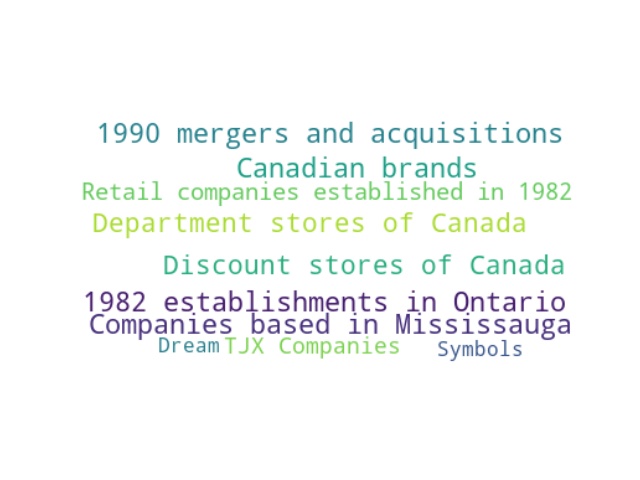 1990 mergers and acquisitions
Canadian brands
Retail companies established in 1982
Department stores of Canada
Discount stores of Canada
1982 establishments in Ontario
Companies based in Mississauga
Dream TJX Companies Symbols